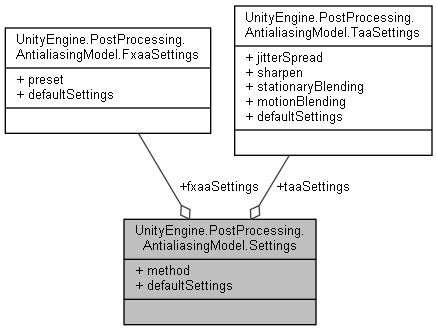 UnityEngine.PostProcessing.
AntialiasingModel.FxaaSettings
+ preset
+ defaultSettings
UnityEngine.PostProcessing.
AntialiasingModel.TaaSettings
+ jitterSpread
+ sharpen
+ stationaryBlending
+ motionBlending
+ defaultSettings
+fxaaSettings
+taaSettings
UnityEngine.PostProcessing.
AntialiasingModel.Settings
+ method
+ defaultSettings